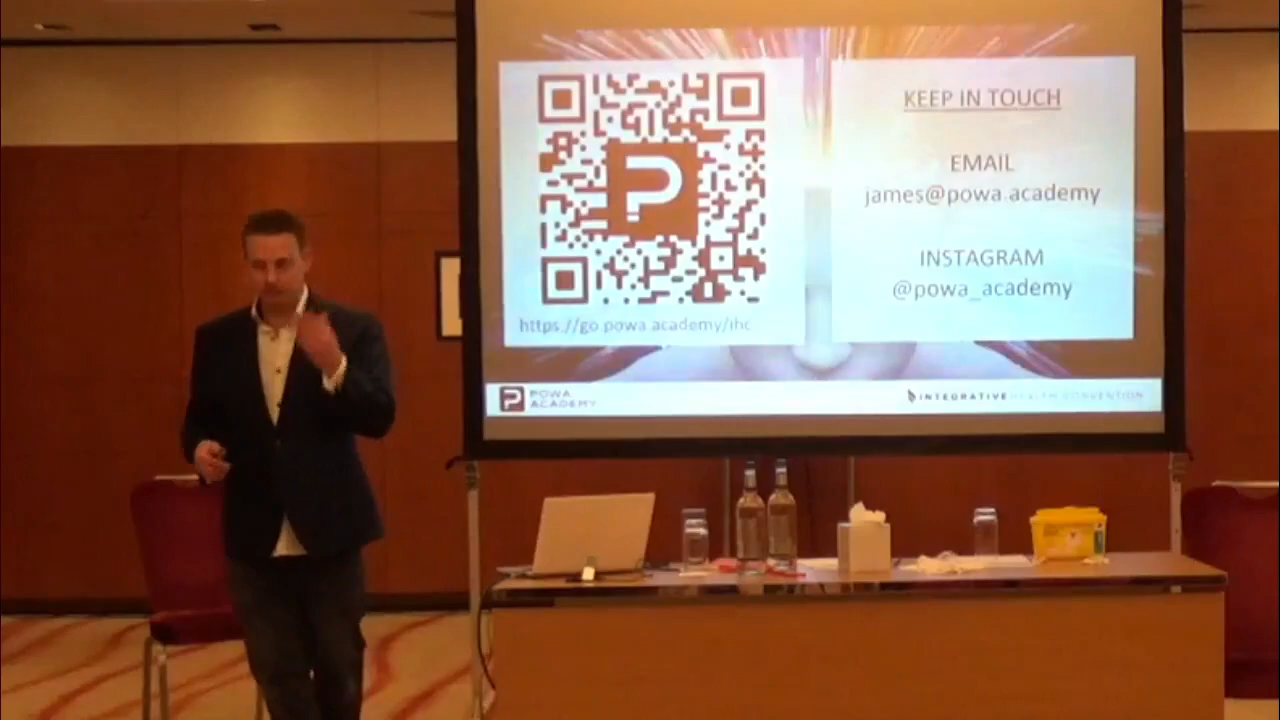 P
https://go.powa.academy/ihc
KEEP IN TOUCH
EMAIL
james@powa.academy
INSTAGRAM
@powa_academy
P POWA
ACADEMY
INTEGRATIVE HEALTH CONVENTION